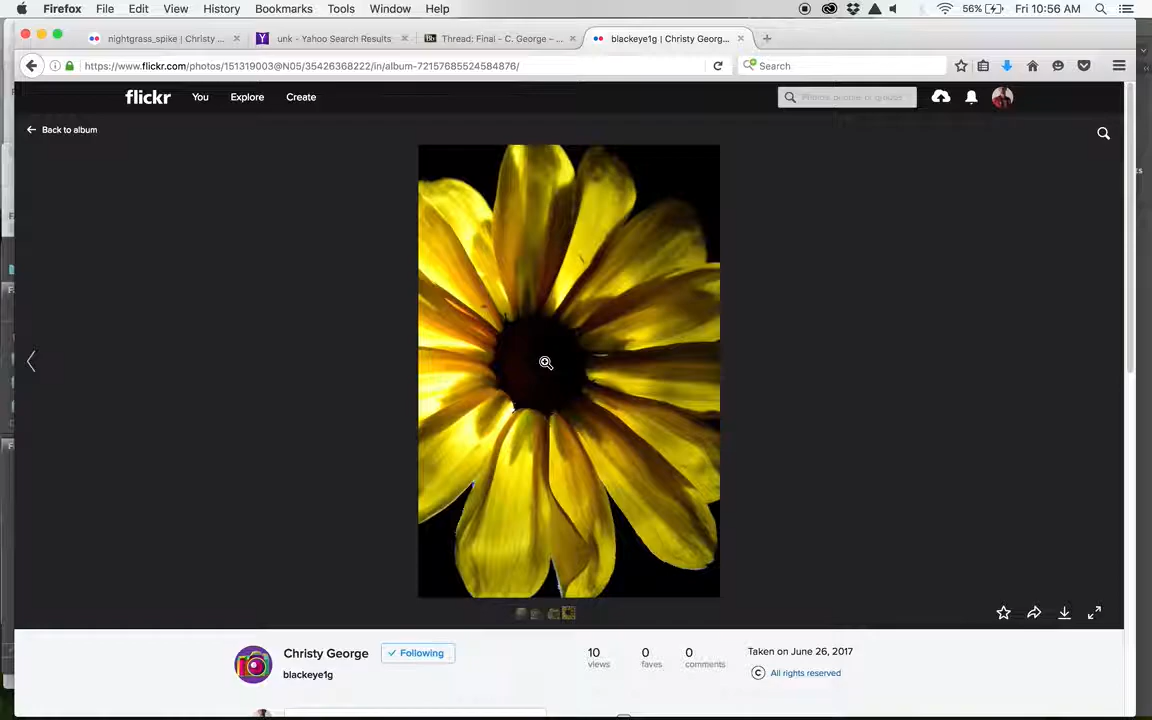 Firefox File Edit View History Bookmarks Tools Window Help 56% Fri 10:56 AM
nightgrass_spike | Christy ... unk - Yahoo Search Results Thread: Final - C. George – ... blackeye1g | Christy Georg...
https://www.flickr.com/photos/151319003@N05/35426368222/in/album-72157685524584876/ Search
flickr You Explore Create
Back to album
Christy George Following
blackeye1g
10 views
0 faves
0 comments
Taken on June 26, 2017
All rights reserved